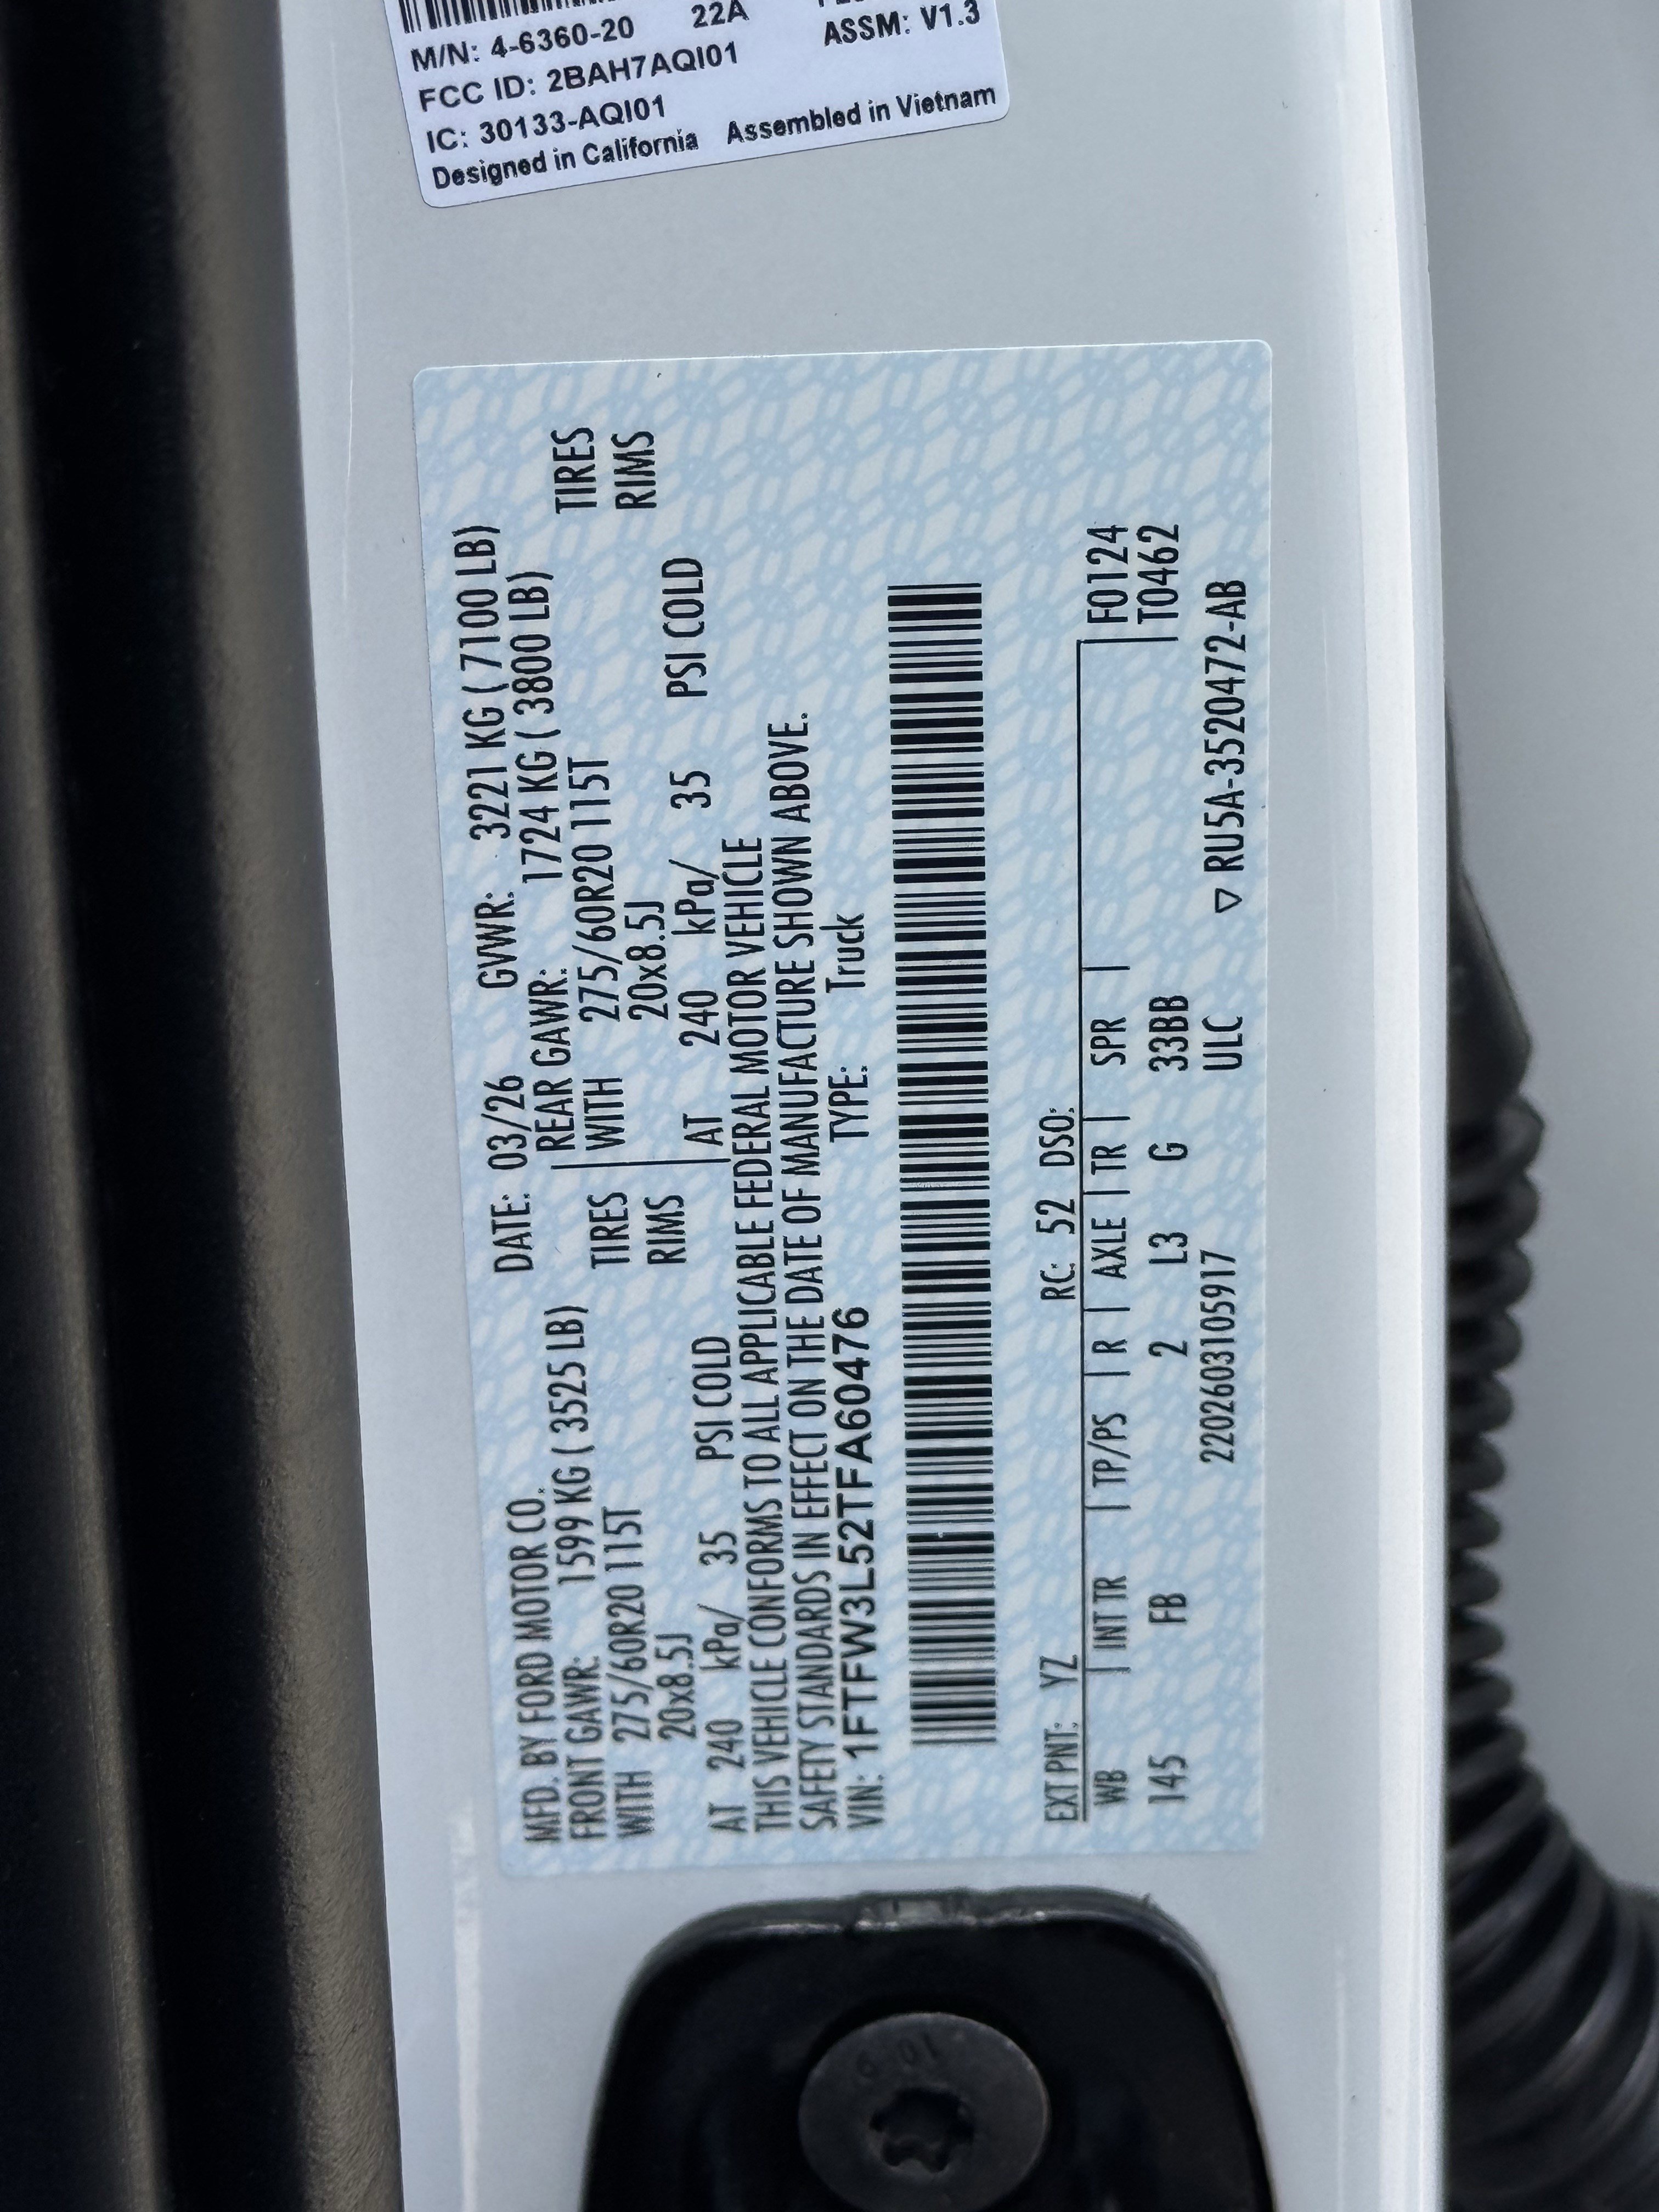 M/N: 4-6360-20 22A
ASSM: V1.3
FCC ID: 2BAH7AQI01
IC: 30133-AQI01
Designed in California Assembled in Vietnam
MFD. BY FORD MOTOR CO. DATE: 03/26 GVWR: 3221 KG ( 7100 LB)
FRONT GAWR: 1599 KG ( 3525 LB) REAR GAWR: 1724 KG ( 3800 LB)
WITH 275/60R20 115T TIRES WITH 275/60R20 115T TIRES
20x8.5J RIMS 20x8.5J RIMS
AT 240 kPa/ 35 PSI COLD AT 240 kPa/ 35 PSI COLD
THIS VEHICLE CONFORMS TO ALL APPLICABLE FEDERAL MOTOR VEHICLE
SAFETY STANDARDS IN EFFECT ON THE DATE OF MANUFACTURE SHOWN ABOVE.
VIN: 1FTFW3L52TFA60476 TYPE: Truck
EXT PNT: YZ RC: 52 DSO:
WB | INT TR | TP/PS | R | AXLE | TR | SPR | F0124
145 FB 2 L3 G 33BB T0462
2202603105917 ULC ▽ RU5A-3520472-AB
10.9